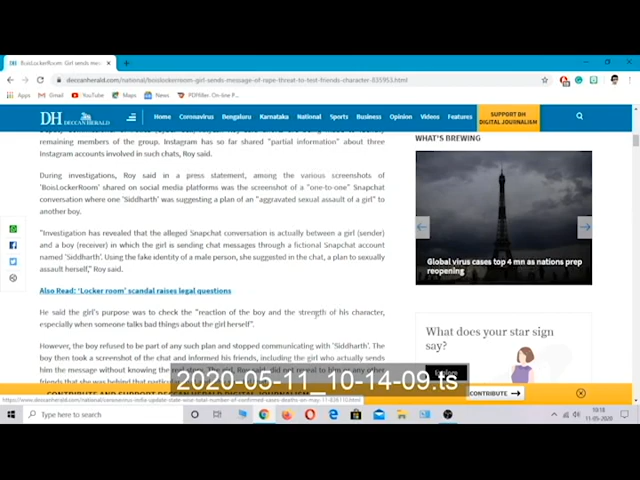 BoisLockerRoom: Girl sends mes
deccanherald.com/national/boislockerroom-girl-sends-message-of-rape-threat-to-test-friends-character-835953.html
Apps Gmail YouTube Maps News PDFfiller. On-line P...
DH DECCAN HERALD Home Coronavirus Bengaluru Karnataka National Sports Business Opinion Videos Features SUPPORT DH DIGITAL JOURNALISM
remaining members of the group. Instagram has so far shared "partial information" about three
Instagram accounts involved in such chats, Roy said.
During investigations, Roy said in a press statement, among the various screenshots of
'BoisLockerRoom' shared on social media platforms was the screenshot of a "one-to-one" Snapchat
conversation where one 'Siddharth' was suggesting a plan of an "aggravated sexual assault of a girl" to
another boy.
"Investigation has revealed that the alleged Snapchat conversation is actually between a girl (sender)
and a boy (receiver) in which the girl is sending chat messages through a fictional Snapchat account
named 'Siddharth'. Using the fake identity of a male person, she suggested in the chat, a plan to sexually
assault herself," Roy said.
Also Read: 'Locker room' scandal raises legal questions
He said the girl's purpose was to check the "reaction of the boy and the strength of his character,
especially when someone talks bad things about the girl herself".
However, the boy refused to be part of any such plan and stopped communicating with 'Siddharth'. The
boy then took a screenshot of the chat and informed his friends, including the girl who actually sends
him the message without knowing the
WHAT'S BREWING
Global virus cases top 4 mn as nations prep
reopening
What does your star sign
say?
Explore
2020-05-11_10-14-09.ts
CONTRIBUTE
Type here to search
10:18
11-05-2020